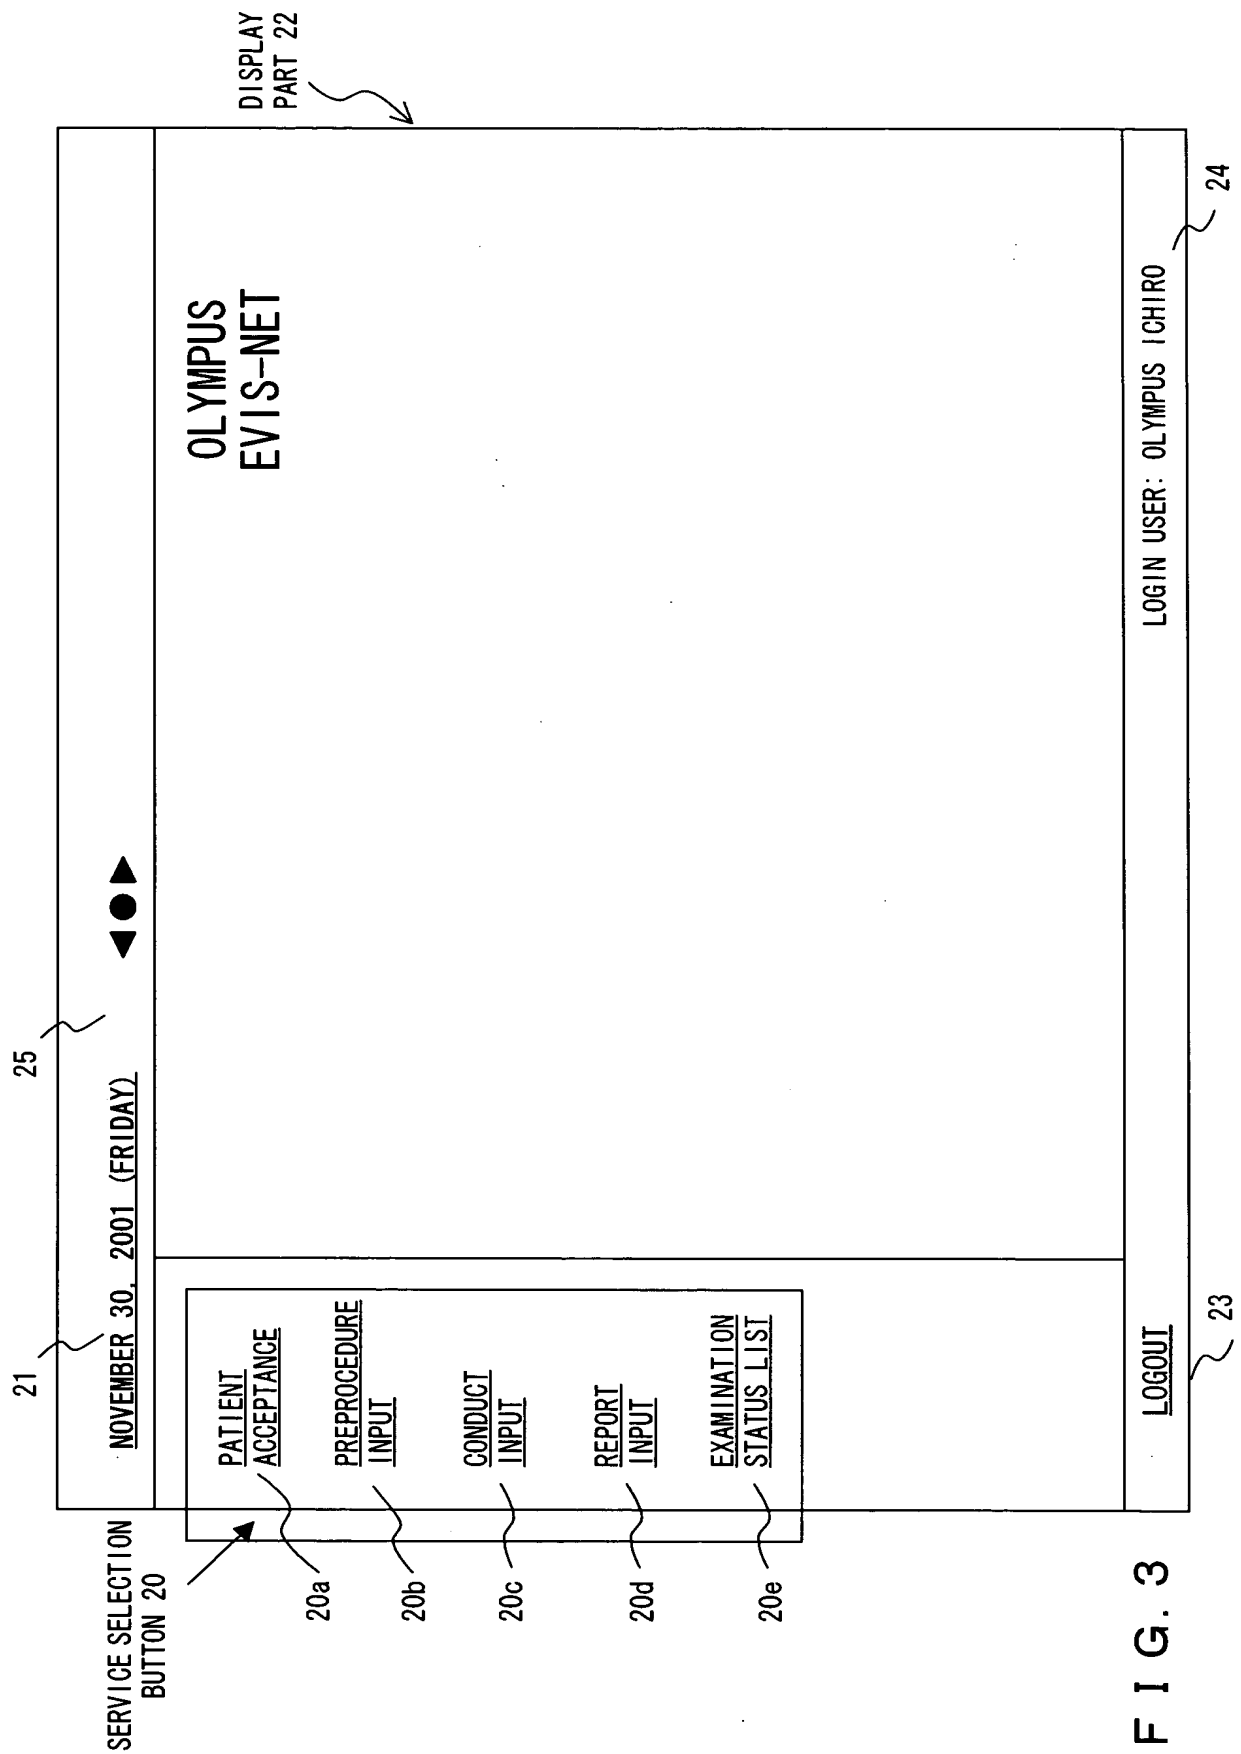 21
25
NOVEMBER 30, 2001 (FRIDAY)
SERVICE SELECTION
BUTTON 20
DISPLAY
PART 22
OLYMPUS
EVIS-NET
20a
PATIENT
ACCEPTANCE
20b
PREPROCEDURE
INPUT
20c
CONDUCT
INPUT
20d
REPORT
INPUT
20e
EXAMINATION
STATUS LIST
LOGOUT
LOGIN USER: OLYMPUS ICHIRO
23
24
FIG. 3